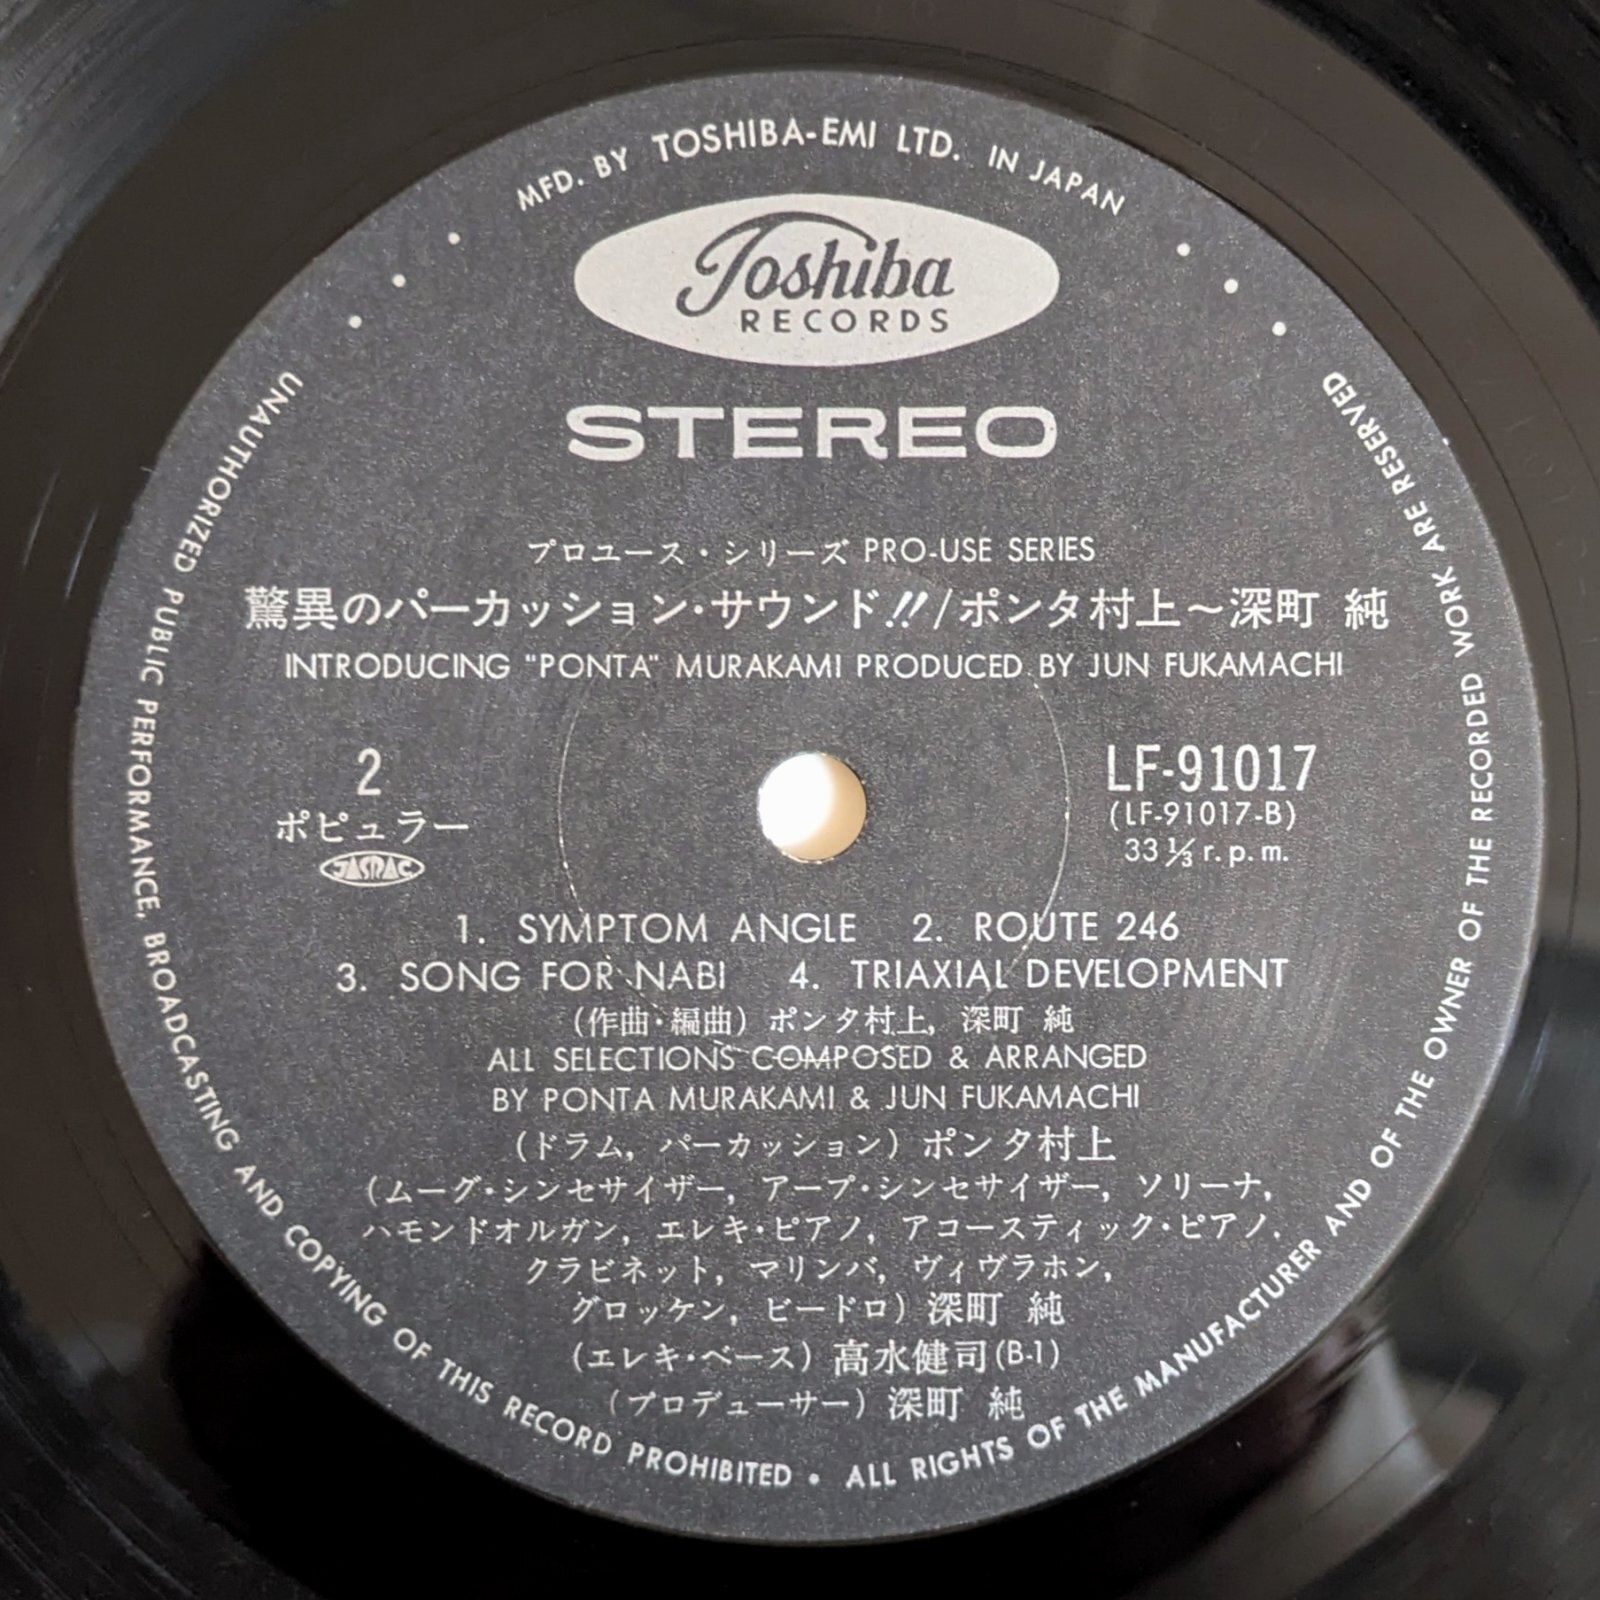 MFD. BY TOSHIBA-EMI LTD. IN JAPAN
Toshiba
RECORDS
STEREO
プロユース・シリーズ PRO-USE SERIES
驚異のパーカッション・サウンド!!/ポンタ村上〜深町 純
INTRODUCING "PONTA" MURAKAMI PRODUCED BY JUN FUKAMACHI
2
ポピュラー
JASRAC
LF-91017
(LF-91017-B)
33 1/3 r.p.m.
1. SYMPTOM ANGLE 2. ROUTE 246
3. SONG FOR NABI 4. TRIAXIAL DEVELOPMENT
(作曲・編曲) ポンタ村上, 深町 純
ALL SELECTIONS COMPOSED & ARRANGED
BY PONTA MURAKAMI & JUN FUKAMACHI
(ドラム, パーカッション) ポンタ村上
(ムーグ・シンセサイザー, アープ・シンセサイザー, ソリーナ,
ハモンドオルガン, エレキ・ピアノ, アコースティック・ピアノ,
クラビネット, マリンバ, ヴィヴラホン,
グロッケン, ビードロ) 深町 純
(エレキ・ベース) 高水健司(B-1)
(プロデューサー) 深町 純
UNAUTHORIZED PUBLIC PERFORMANCE, BROADCASTING AND COPYING OF THIS RECORD PROHIBITED • ALL RIGHTS OF THE MANUFACTURER AND OF THE OWNER OF THE RECORDED WORK ARE RESERVED